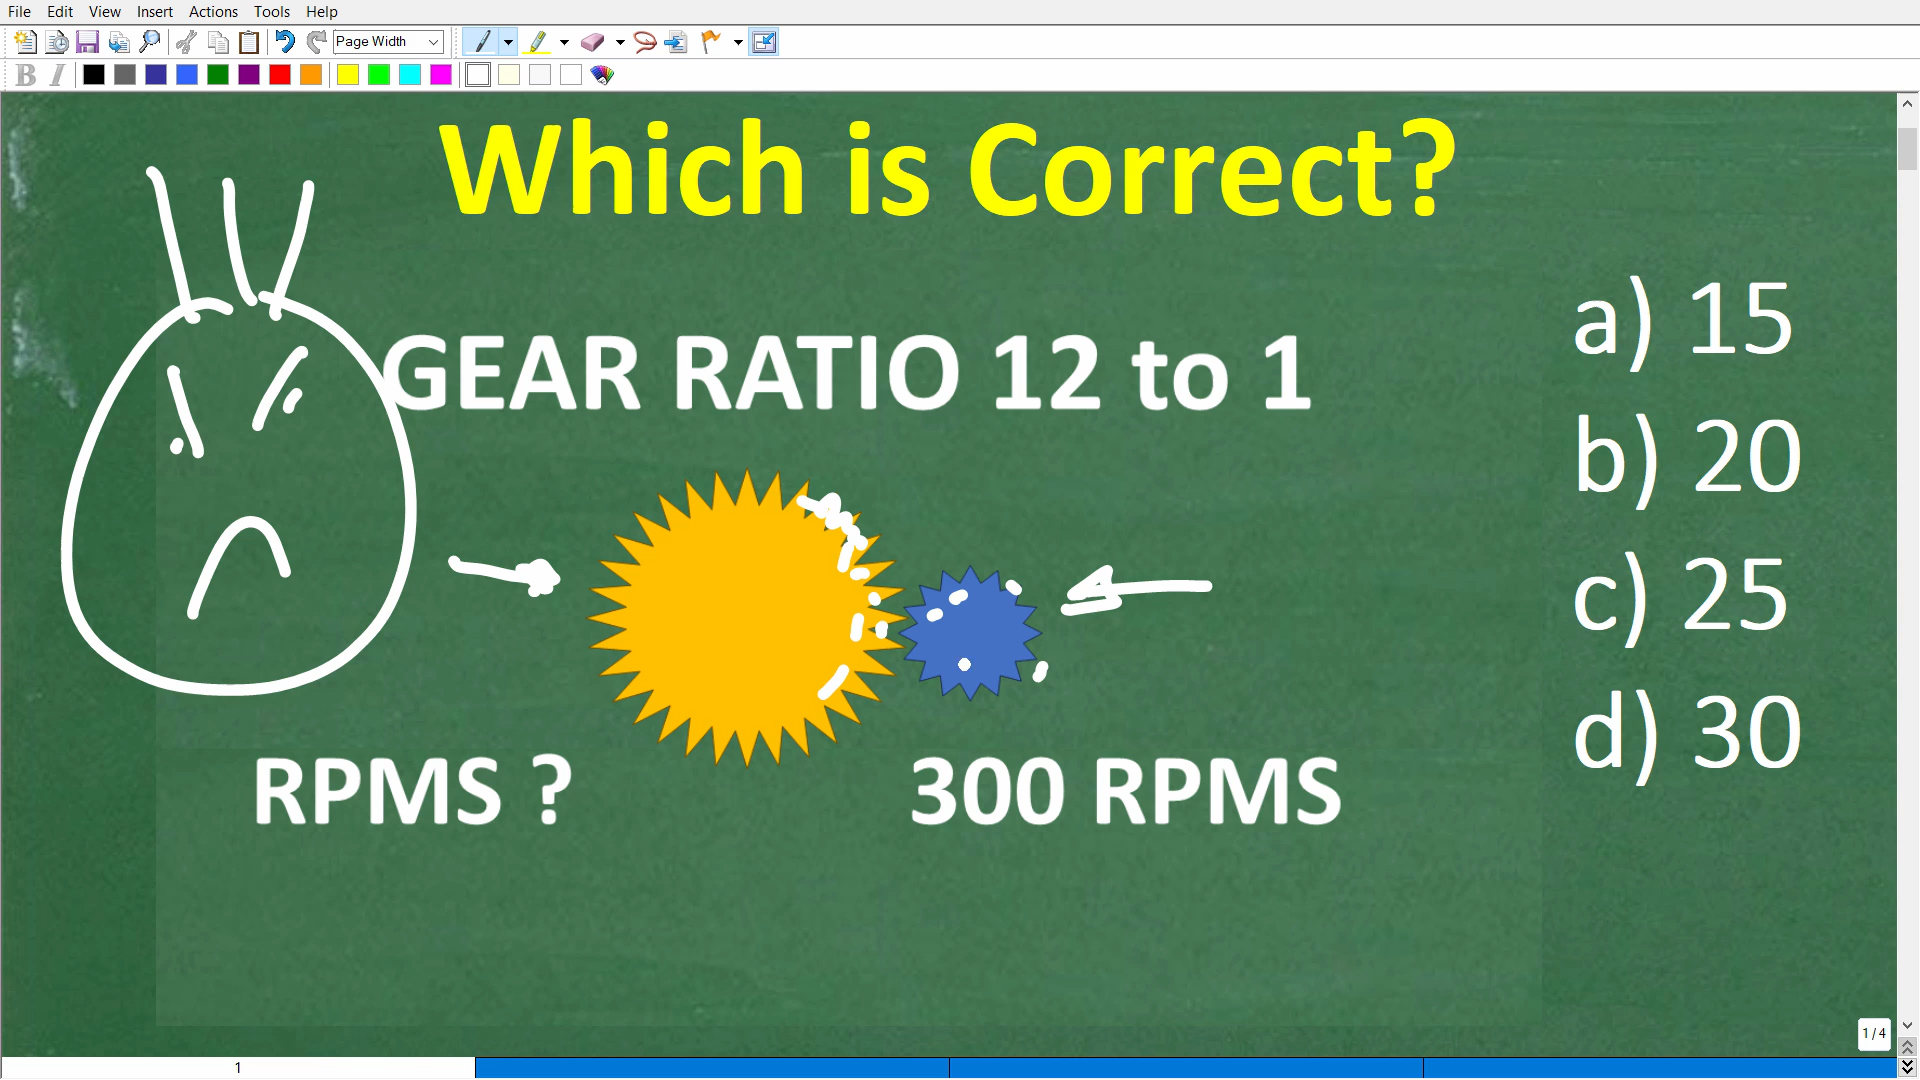 File Edit View Insert Actions Tools Help
Page Width
B I
Which is Correct?
GEAR RATIO 12 to 1
a) 15
b) 20
c) 25
d) 30
RPMS ?
300 RPMS
1 / 4
1